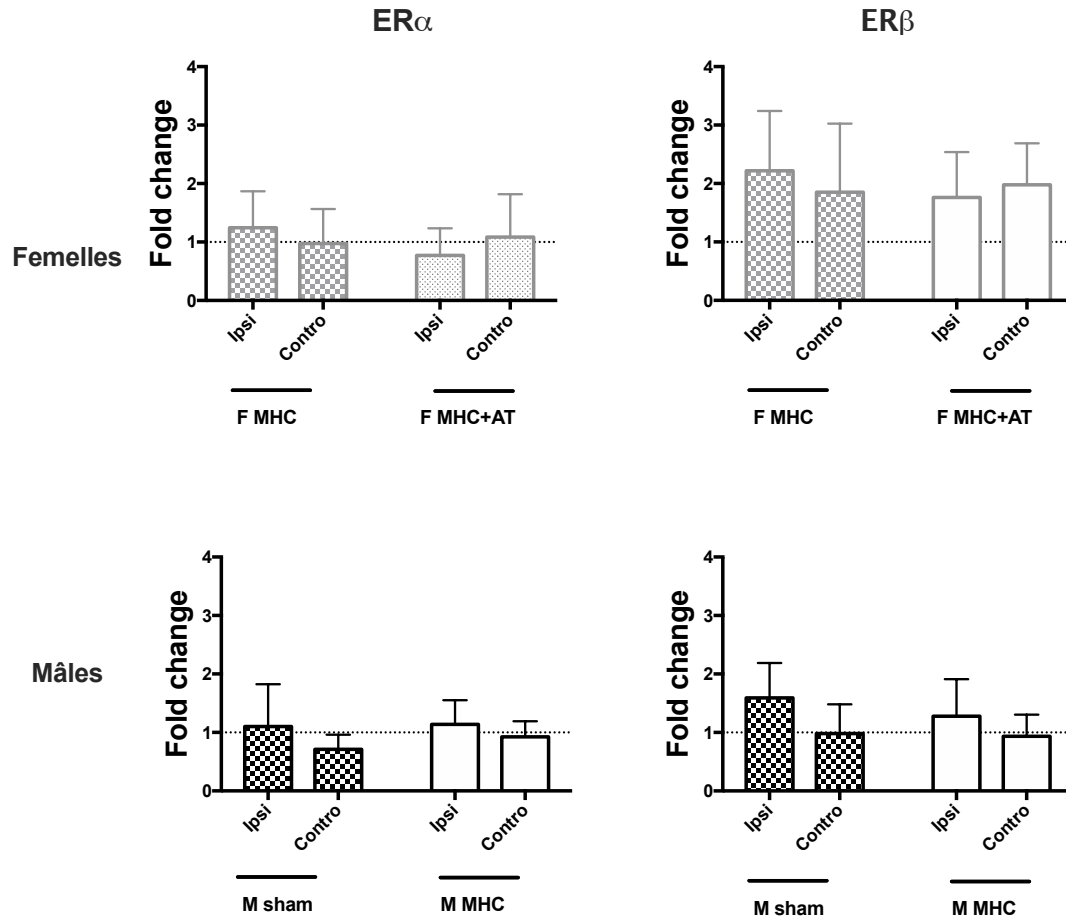 ERα
ERβ
Femelles
Fold change
4
3
2
1
0
Ipsi
Contro
Ipsi
Contro
F MHC
F MHC+AT
Fold change
4
3
2
1
0
Ipsi
Contro
Ipsi
Contro
F MHC
F MHC+AT
Mâles
Fold change
4
3
2
1
0
Ipsi
Contro
Ipsi
Contro
M sham
M MHC
Fold change
4
3
2
1
0
Ipsi
Contro
Ipsi
Contro
M sham
M MHC